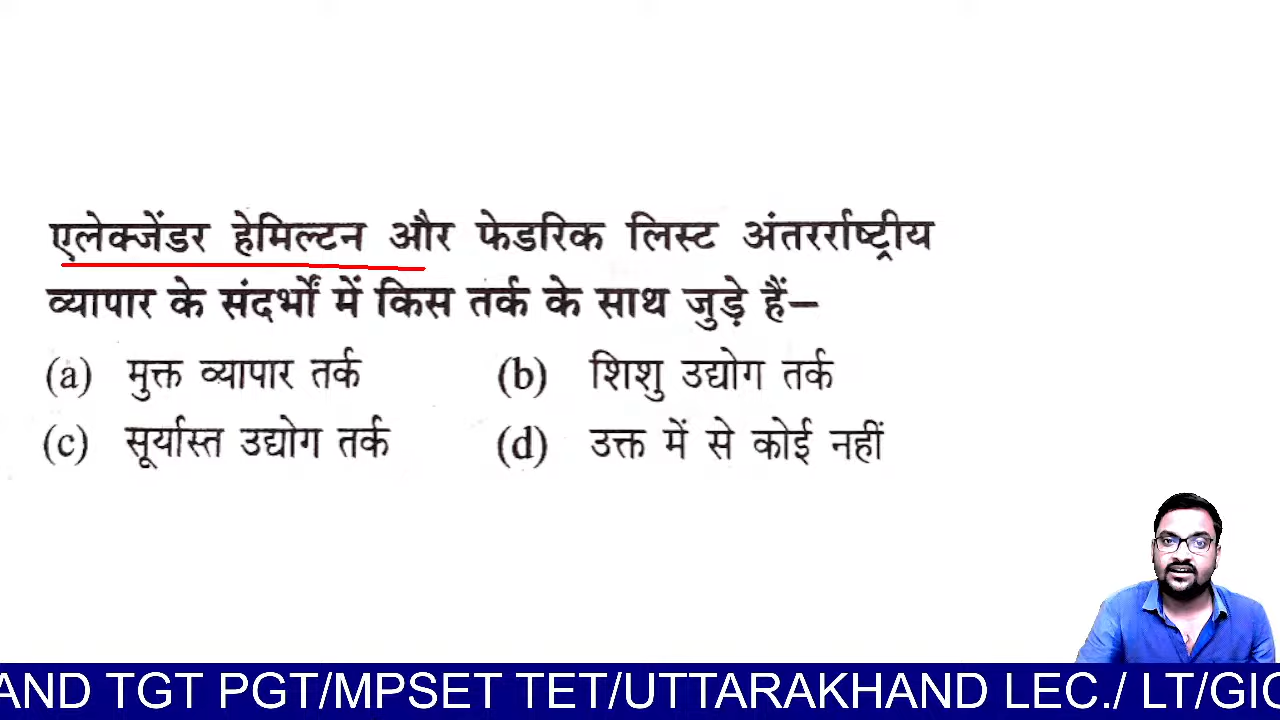 एलेक्जेंडर हेमिल्टन और फेडरिक लिस्ट अंतरर्राष्ट्रीय
व्यापार के संदर्भों में किस तर्क के साथ जुड़े हैं–
(a) मुक्त व्यापार तर्क (b) शिशु उद्योग तर्क
(c) सूर्यास्त उद्योग तर्क (d) उक्त में से कोई नहीं
AND TGT PGT/MPSET TET/UTTARAKHAND LEC./ LT/GIC